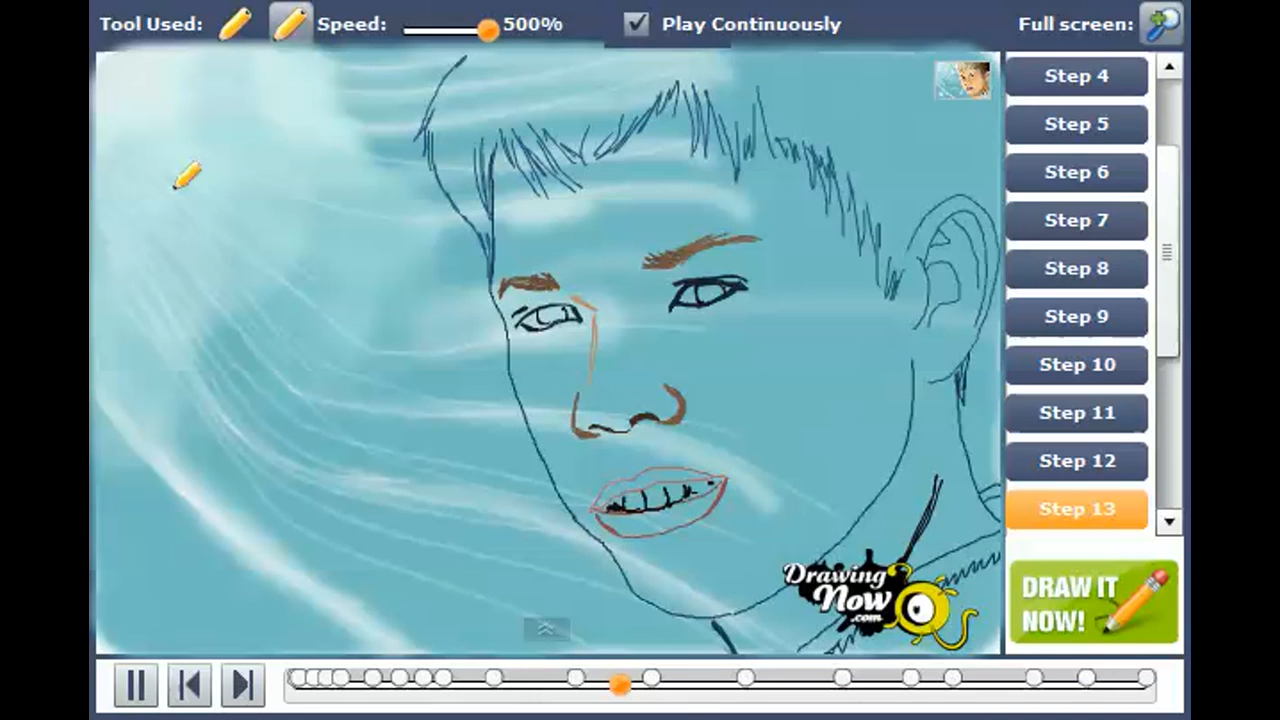 Tool Used: Speed: 500% Play Continuously Full screen:
Step 4
Step 5
Step 6
Step 7
Step 8
Step 9
Step 10
Step 11
Step 12
Step 13
Drawing
Now
.com
DRAW IT
NOW!